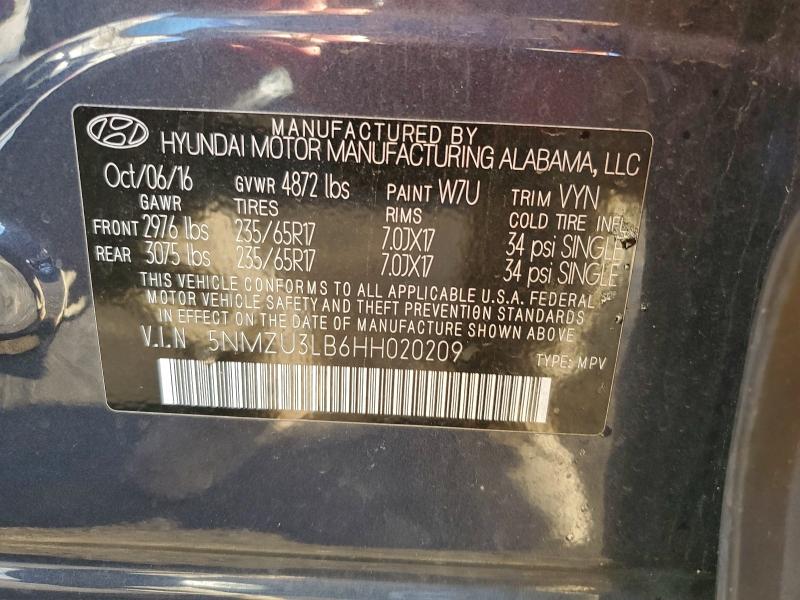 MANUFACTURED BY
HYUNDAI MOTOR MANUFACTURING ALABAMA, LLC
Oct/06/16 GVWR 4872 lbs PAINT W7U TRIM VYN
GAWR TIRES RIMS COLD TIRE INFL.
FRONT 2976 lbs 235/65R17 7.0JX17 34 psi SINGLE
REAR 3075 lbs 235/65R17 7.0JX17 34 psi SINGLE
THIS VEHICLE CONFORMS TO ALL APPLICABLE U.S.A. FEDERAL
MOTOR VEHICLE SAFETY AND THEFT PREVENTION STANDARDS
IN EFFECT ON THE DATE OF MANUFACTURE SHOWN ABOVE
V.I.N 5NMZU3LB6HH020209 TYPE: MPV